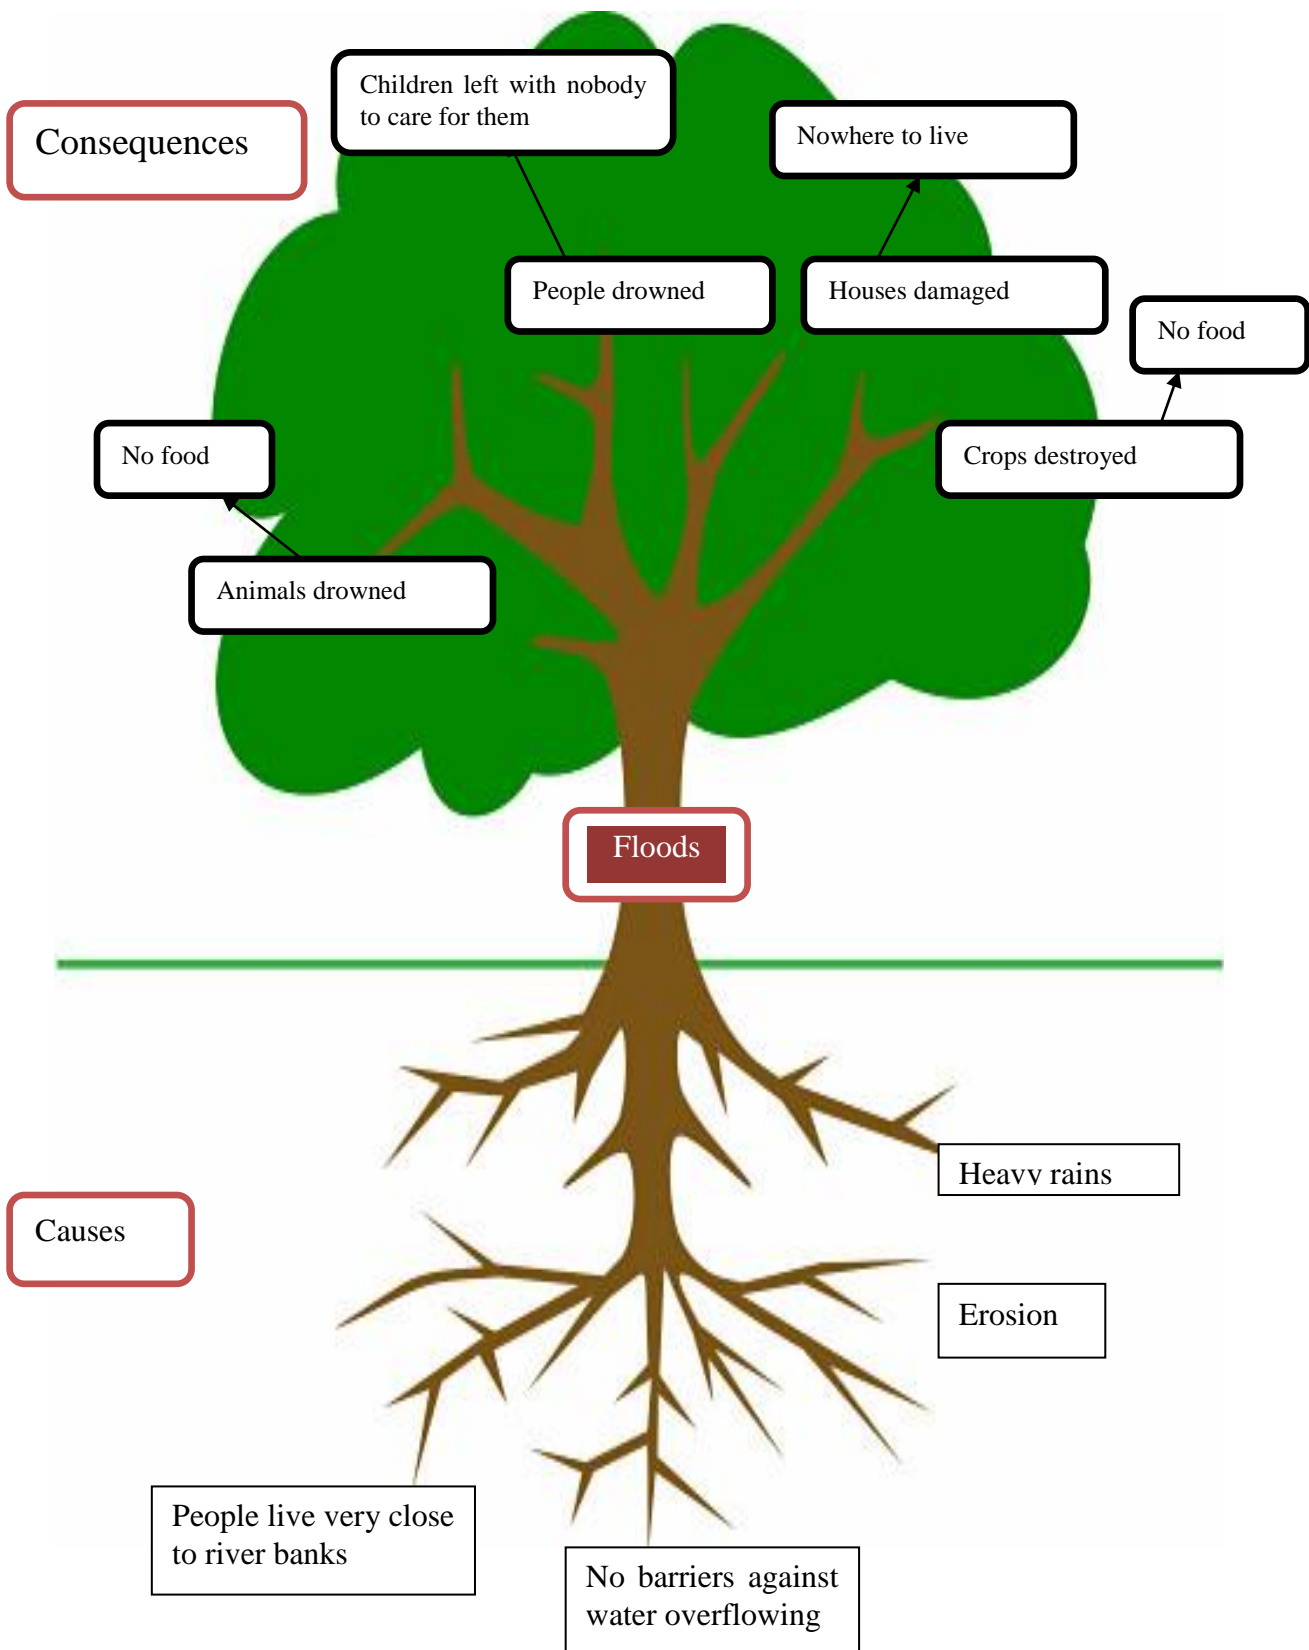 Children left with nobody
to care for them
Consequences
Nowhere to live
People drowned
Houses damaged
No food
No food
Crops destroyed
Animals drowned
Floods
Heavy rains
Causes
Erosion
People live very close
to river banks
No barriers against
water overflowing